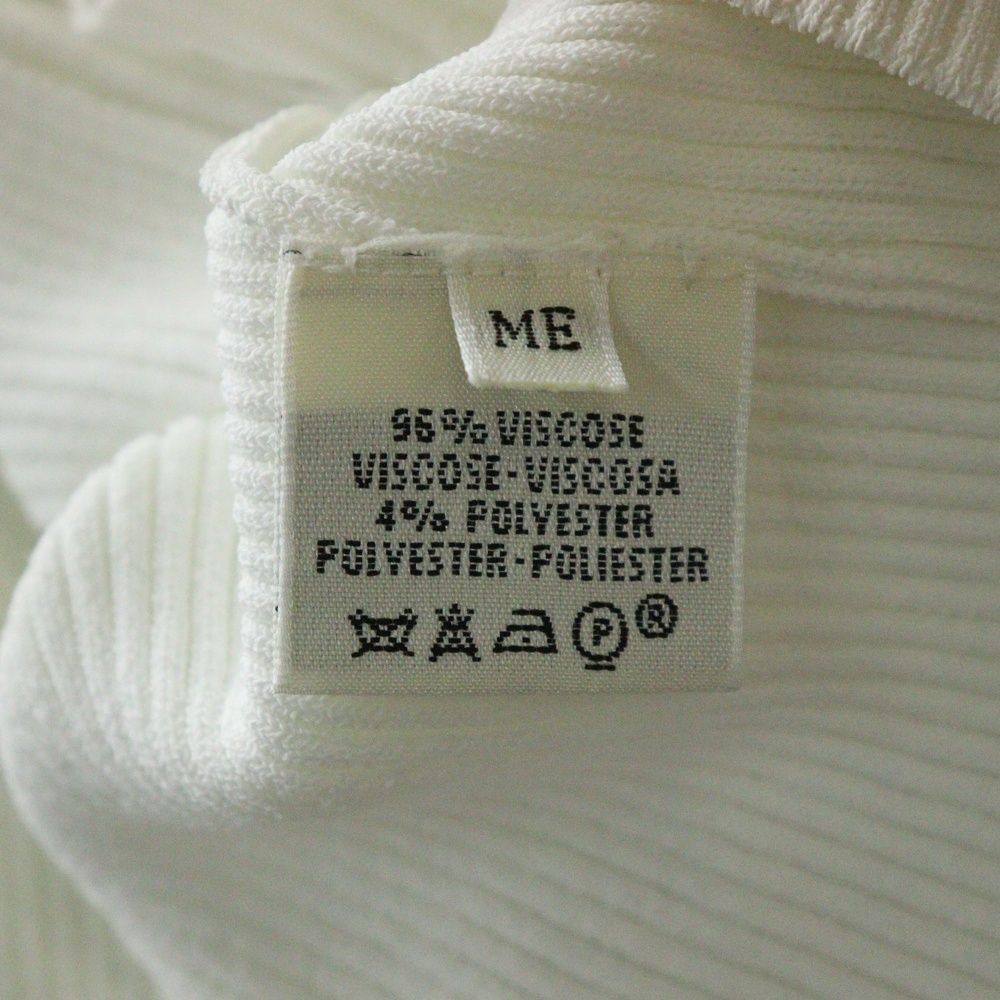 ME
96% VISCOSE
VISCOSE-VISCOSA
4% POLYESTER
POLYESTER-POLIESTER
P ®